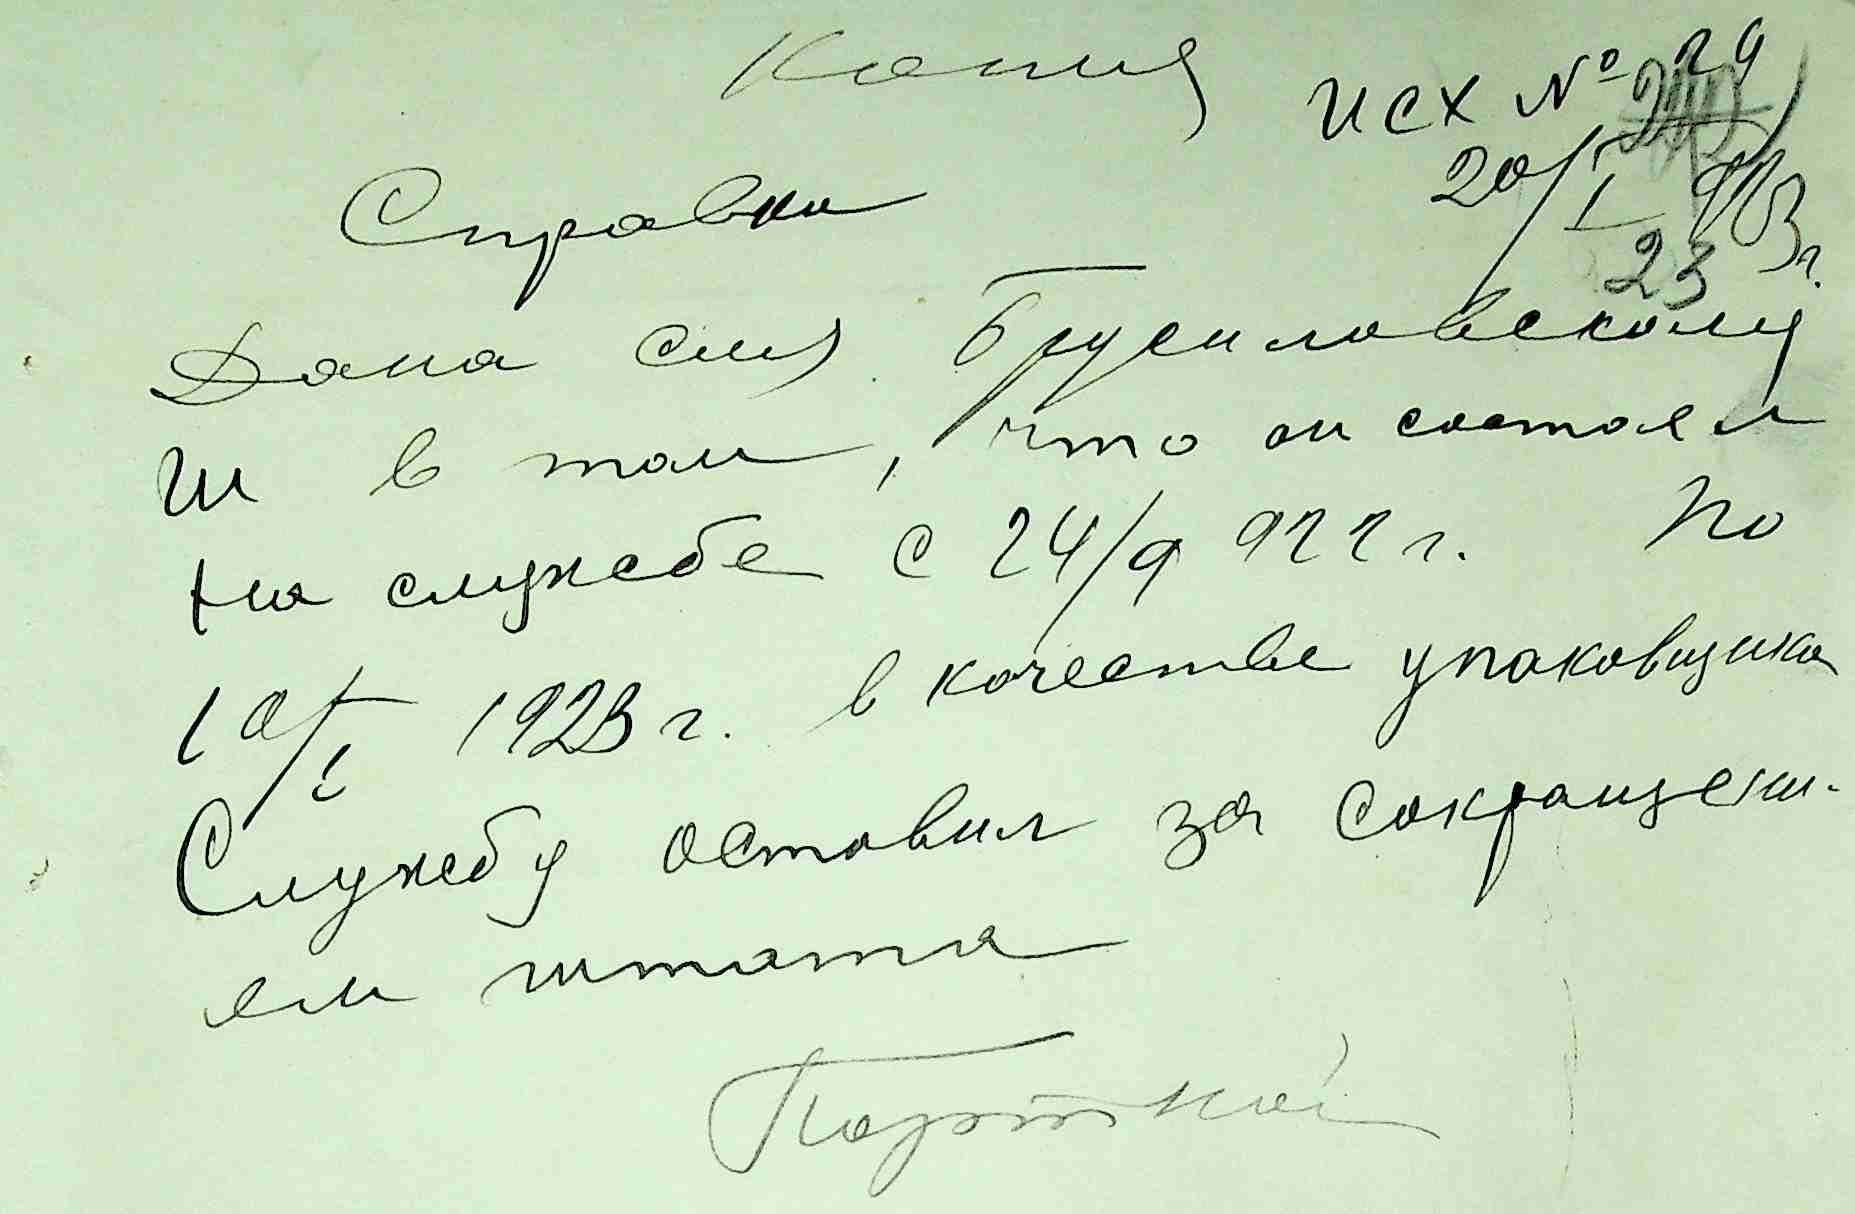 Копия
исх № 29
20/I 23 г.
Справка
Дана сия Брусиловскому
Ш в том, что он состоял
на службе с 24/9 922 г. по
10/I 1923 г. в качестве упаковщика
Службу оставил за сокращени-
ем штата